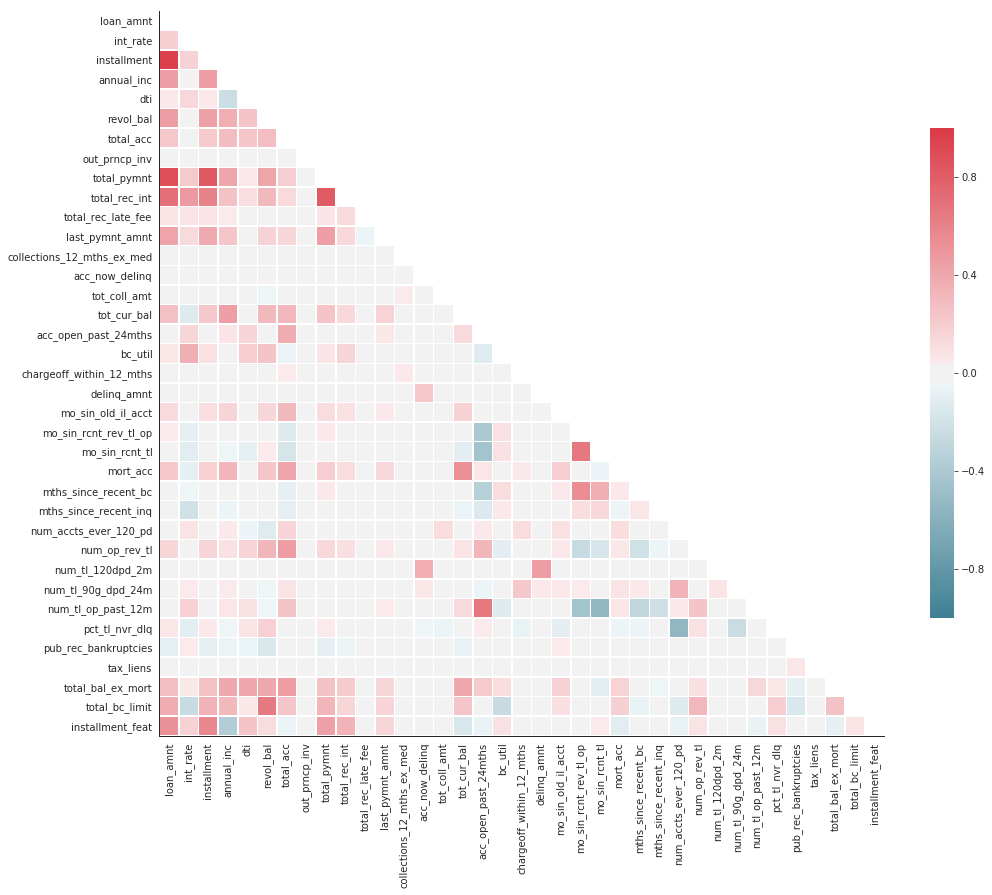 loan_amnt
int_rate
installment
annual_inc
dti
revol_bal
total_acc
out_prncp_inv
total_pymnt
total_rec_int
total_rec_late_fee
last_pymnt_amnt
collections_12_mths_ex_med
acc_now_delinq
tot_coll_amt
tot_cur_bal
acc_open_past_24mths
bc_util
chargeoff_within_12_mths
delinq_amnt
mo_sin_old_il_acct
mo_sin_rcnt_rev_tl_op
mo_sin_rcnt_tl
mort_acc
mths_since_recent_bc
mths_since_recent_inq
num_accts_ever_120_pd
num_op_rev_tl
num_tl_120dpd_2m
num_tl_90g_dpd_24m
num_tl_op_past_12m
pct_tl_nvr_dlq
pub_rec_bankruptcies
tax_liens
total_bal_ex_mort
total_bc_limit
installment_feat
loan_amnt
int_rate
installment
annual_inc
dti
revol_bal
total_acc
out_prncp_inv
total_pymnt
total_rec_int
total_rec_late_fee
last_pymnt_amnt
collections_12_mths_ex_med
acc_now_delinq
tot_coll_amt
tot_cur_bal
acc_open_past_24mths
bc_util
chargeoff_within_12_mths
delinq_amnt
mo_sin_old_il_acct
mo_sin_rcnt_rev_tl_op
mo_sin_rcnt_tl
mort_acc
mths_since_recent_bc
mths_since_recent_inq
num_accts_ever_120_pd
num_op_rev_tl
num_tl_120dpd_2m
num_tl_90g_dpd_24m
num_tl_op_past_12m
pct_tl_nvr_dlq
pub_rec_bankruptcies
tax_liens
total_bal_ex_mort
total_bc_limit
installment_feat
0.8
0.4
0.0
−0.4
−0.8